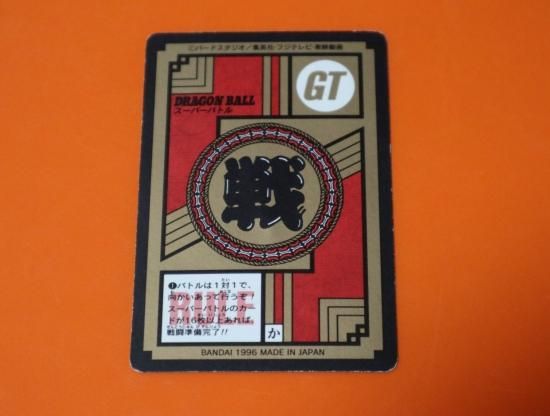 ©バードスタジオ／集英社・フジテレビ・東映動画
GT
DRAGON BALL
スーパーバトル
戦
❶バトルは1対1で、
向かいあって行うぞ！
スーパーバトルのカー
ドが16枚以上あれば、
戦闘準備完了!!
か
BANDAI 1996 MADE IN JAPAN